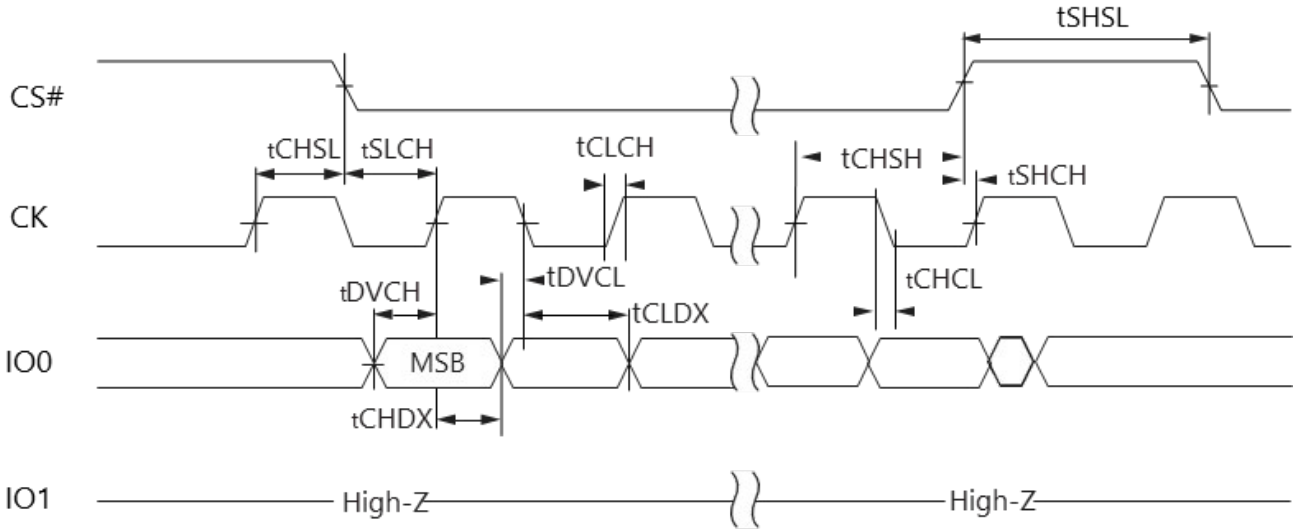 tSHSL
CS#
tCHSL
tSLCH
tCLCH
tCHSH
tSHCH
CK
tDVCH
tDVCL
tCLDX
tCHCL
IO0
MSB
tCHDX
IO1
High-Z
High-Z